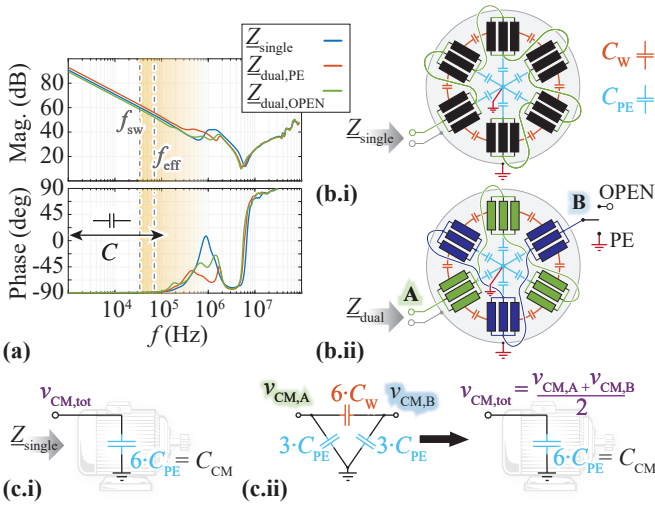 Z_single
Z_dual,PE
Z_dual,OPEN
Mag. (dB)
80
60
40
20
f_sw
f_eff
Phase (deg)
90
45
0
-45
-90
C
10^4
10^5
10^6
10^7
f (Hz)
(a)
C_W
C_PE
Z_single
(b.i)
B
OPEN
PE
A
Z_dual
(b.ii)
v_CM,tot
Z_single
6·C_PE = C_CM
(c.i)
v_CM,A
6·C_W
v_CM,B
3·C_PE
3·C_PE
v_CM,tot = (v_CM,A + v_CM,B)/2
6·C_PE = C_CM
(c.ii)